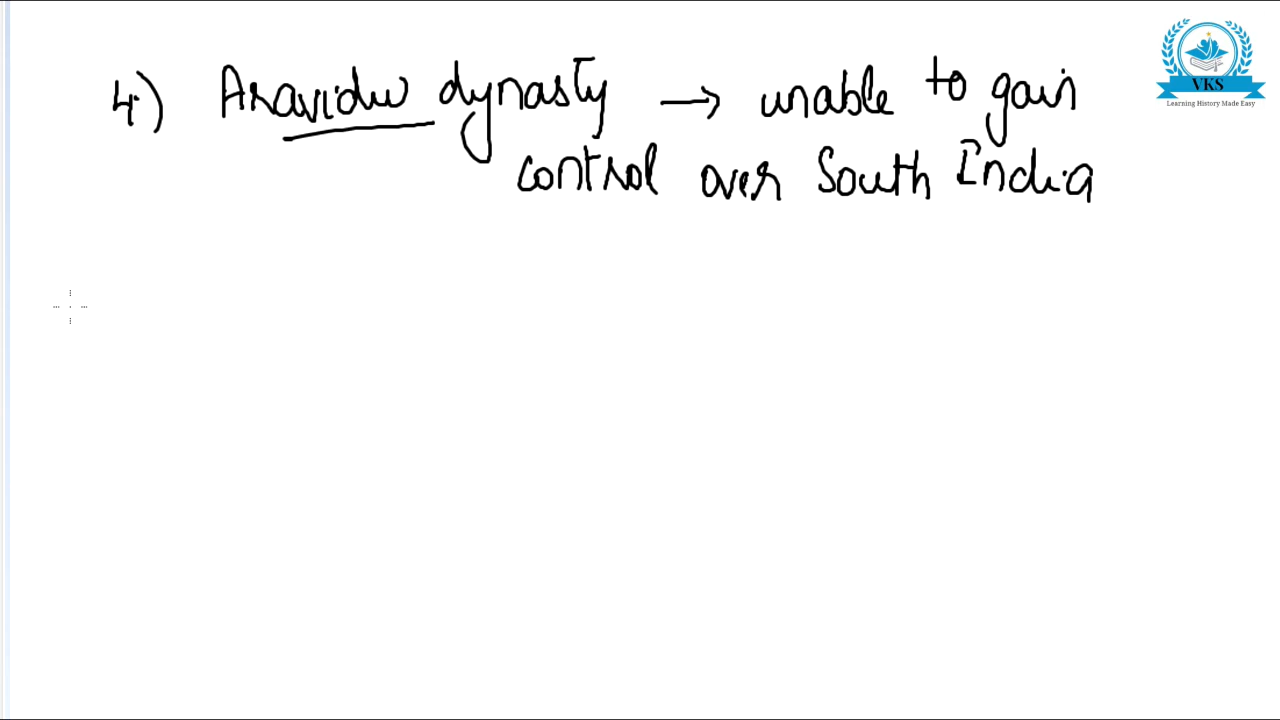 4.) Aravidu dynasty → unable to gain
control over South India
VKS
Learning History Made Easy